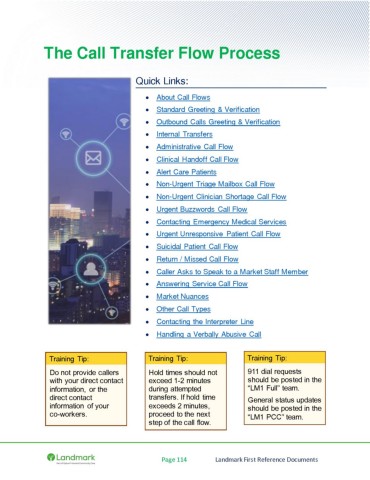 The Call Transfer Flow Process
Quick Links:
• About Call Flows
• Standard Greeting & Verification
• Outbound Calls Greeting & Verification
• Internal Transfers
• Administrative Call Flow
• Clinical Handoff Call Flow
• Alert Care Patients
• Non-Urgent Triage Mailbox Call Flow
• Non-Urgent Clinician Shortage Call Flow
• Urgent Buzzwords Call Flow
• Contacting Emergency Medical Services
• Urgent Unresponsive Patient Call Flow
• Suicidal Patient Call Flow
• Return / Missed Call Flow
• Caller Asks to Speak to a Market Staff Member
• Answering Service Call Flow
• Market Nuances
• Other Call Types
• Contacting the Interpreter Line
• Handling a Verbally Abusive Call
Training Tip:
Do not provide callers
with your direct contact
information, or the
direct contact
information of your
co-workers.
Training Tip:
Hold times should not
exceed 1-2 minutes
during attempted
transfers. If hold time
exceeds 2 minutes,
proceed to the next
step of the call flow.
Training Tip:
911 dial requests
should be posted in the
"LM1 Full" team.
General status updates
should be posted in the
"LM1 PCC" team.
Landmark
Page 114
Landmark First Reference Documents